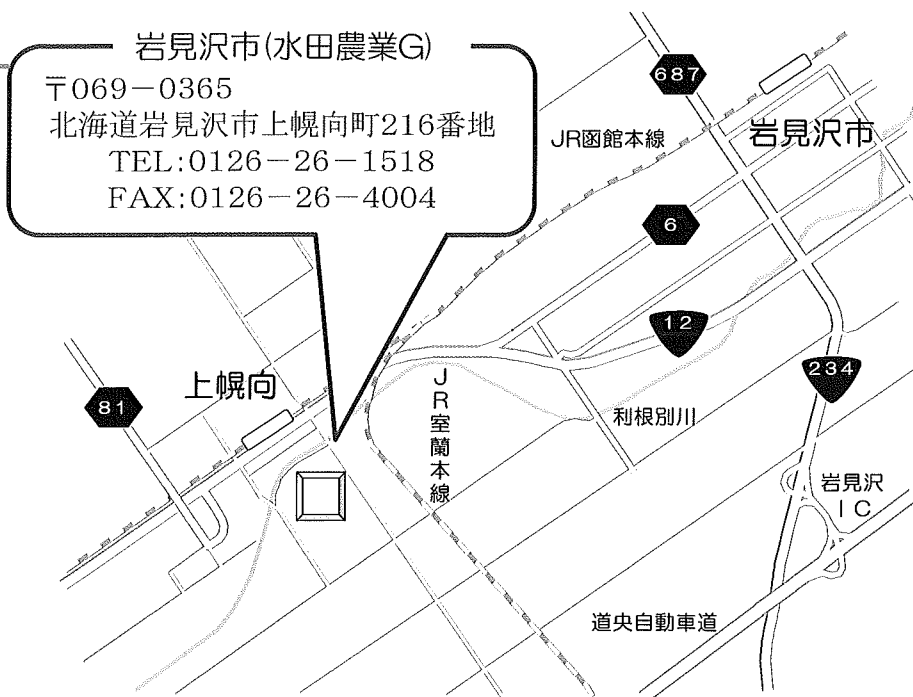 岩見沢市(水田農業G)
〒069-0365
北海道岩見沢市上幌向町216番地
TEL:0126-26-1518
FAX:0126-26-4004
687
JR函館本線
岩見沢市
6
12
234
上幌向
81
JR室蘭本線
利根別川
岩見沢
IC
道央自動車道